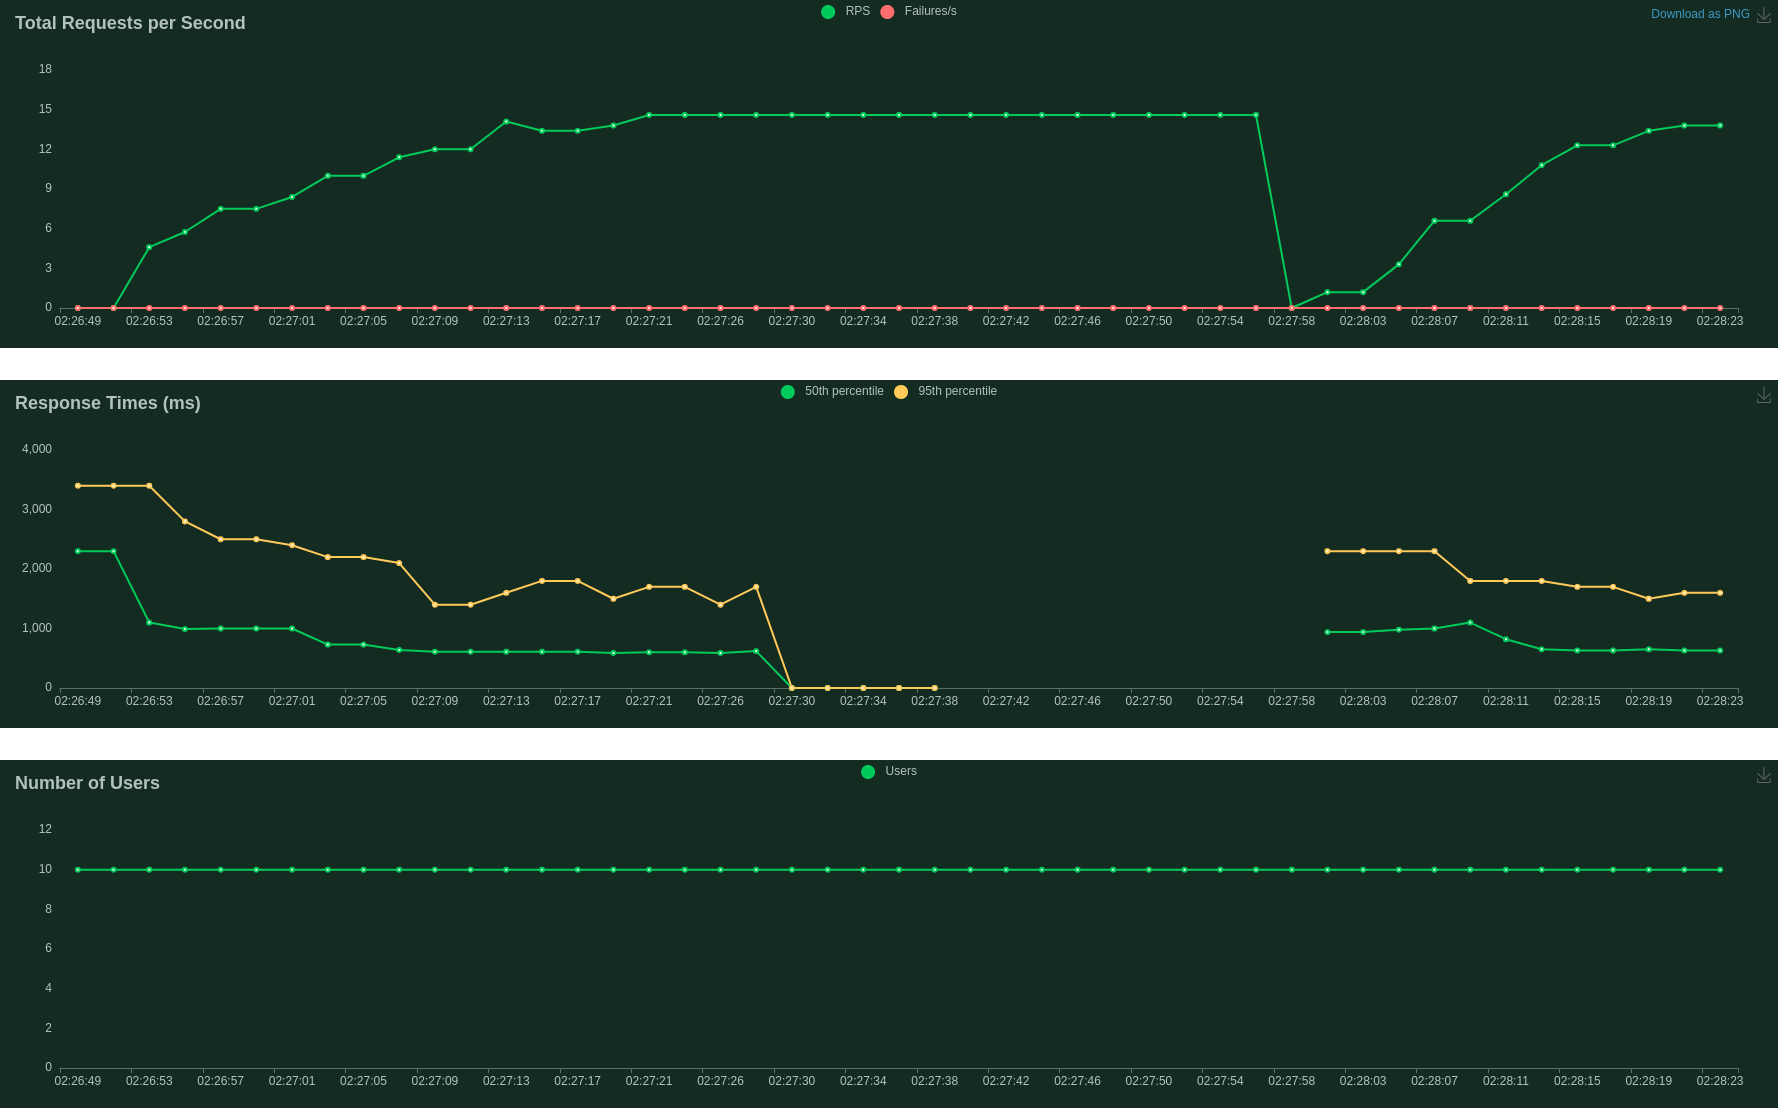 Total Requests per Second
RPS Failures/s
Download as PNG
18
15
12
9
6
3
0
02:26:49 02:26:53 02:26:57 02:27:01 02:27:05 02:27:09 02:27:13 02:27:17 02:27:21 02:27:26 02:27:30 02:27:34 02:27:38 02:27:42 02:27:46 02:27:50 02:27:54 02:27:58 02:28:03 02:28:07 02:28:11 02:28:15 02:28:19 02:28:23
Response Times (ms)
50th percentile 95th percentile
4,000
3,000
2,000
1,000
0
02:26:49 02:26:53 02:26:57 02:27:01 02:27:05 02:27:09 02:27:13 02:27:17 02:27:21 02:27:26 02:27:30 02:27:34 02:27:38 02:27:42 02:27:46 02:27:50 02:27:54 02:27:58 02:28:03 02:28:07 02:28:11 02:28:15 02:28:19 02:28:23
Number of Users
Users
12
10
8
6
4
2
0
02:26:49 02:26:53 02:26:57 02:27:01 02:27:05 02:27:09 02:27:13 02:27:17 02:27:21 02:27:26 02:27:30 02:27:34 02:27:38 02:27:42 02:27:46 02:27:50 02:27:54 02:27:58 02:28:03 02:28:07 02:28:11 02:28:15 02:28:19 02:28:23